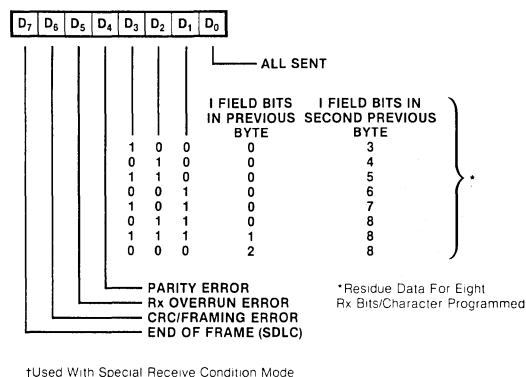 D7 D6 D5 D4 D3 D2 D1 D0
ALL SENT
I FIELD BITS IN PREVIOUS BYTE
I FIELD BITS IN SECOND PREVIOUS BYTE
1 0 0 0 3
0 1 0 0 4
1 1 0 0 5
0 0 1 0 6
1 0 1 0 7
0 1 1 0 8
1 1 1 1 8
0 0 0 2 8
*
PARITY ERROR
Rx OVERRUN ERROR
CRC/FRAMING ERROR
END OF FRAME (SDLC)
*Residue Data For Eight
Rx Bits/Character Programmed
†Used With Special Receive Condition Mode